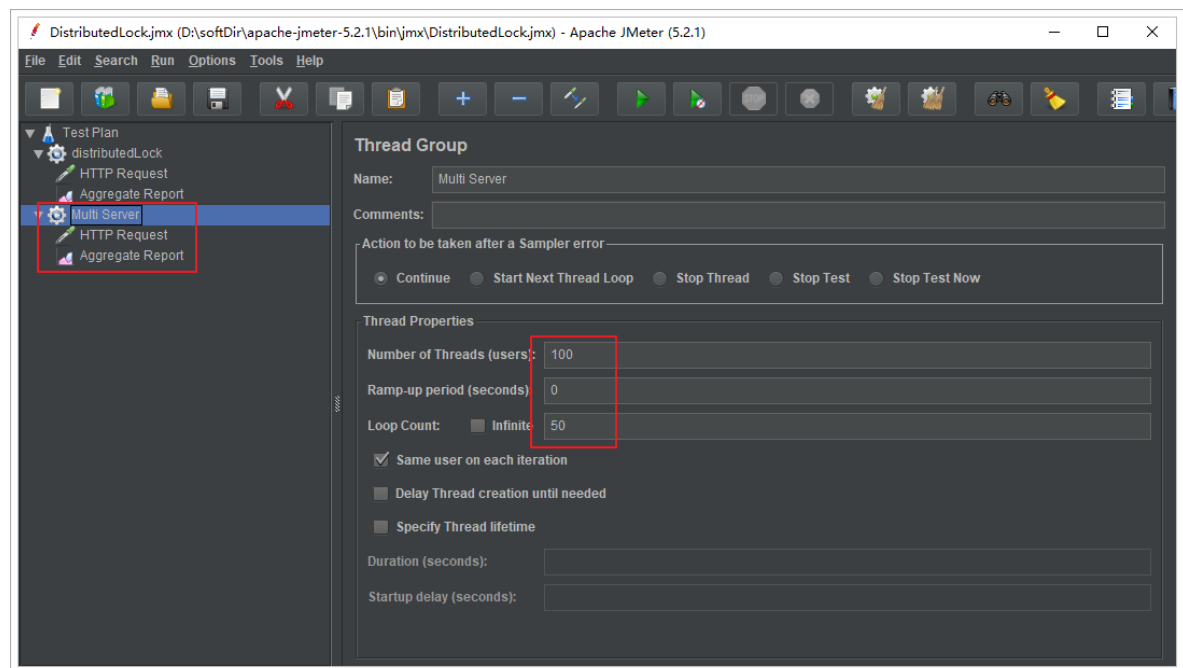 DistributedLock.jmx (D:\softDir\apache-jmeter-5.2.1\bin\jmx\DistributedLock.jmx) - Apache JMeter (5.2.1)
File Edit Search Run Options Tools Help
STOP
Test Plan
distributedLock
HTTP Request
Aggregate Report
Multi Server
HTTP Request
Aggregate Report
Thread Group
Name: Multi Server
Comments:
Action to be taken after a Sampler error
Continue Start Next Thread Loop Stop Thread Stop Test Stop Test Now
Thread Properties
Number of Threads (users): 100
Ramp-up period (seconds): 0
Loop Count: Infinite 50
Same user on each iteration
Delay Thread creation until needed
Specify Thread lifetime
Duration (seconds):
Startup delay (seconds):